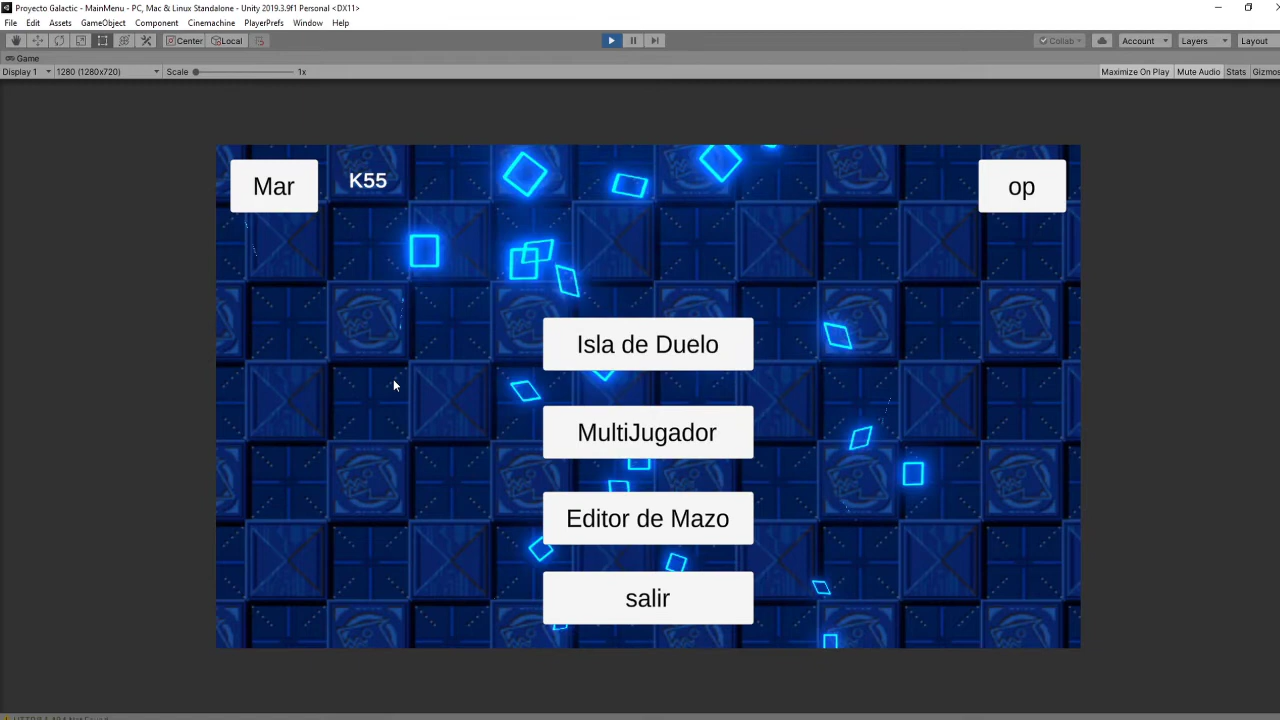 Proyecto Galactic - MainMenu - PC, Mac & Linux Standalone - Unity 2019.3.9f1 Personal <DX11>
File Edit Assets GameObject Component Cinemachine PlayerPrefs Window Help
Center Local Collab Account Layers Layout
Game
Display 1 1280 (1280x720) Scale 1x Maximize On Play Mute Audio Stats Gizmos
Mar K55 op
Isla de Duelo
MultiJugador
Editor de Mazo
salir